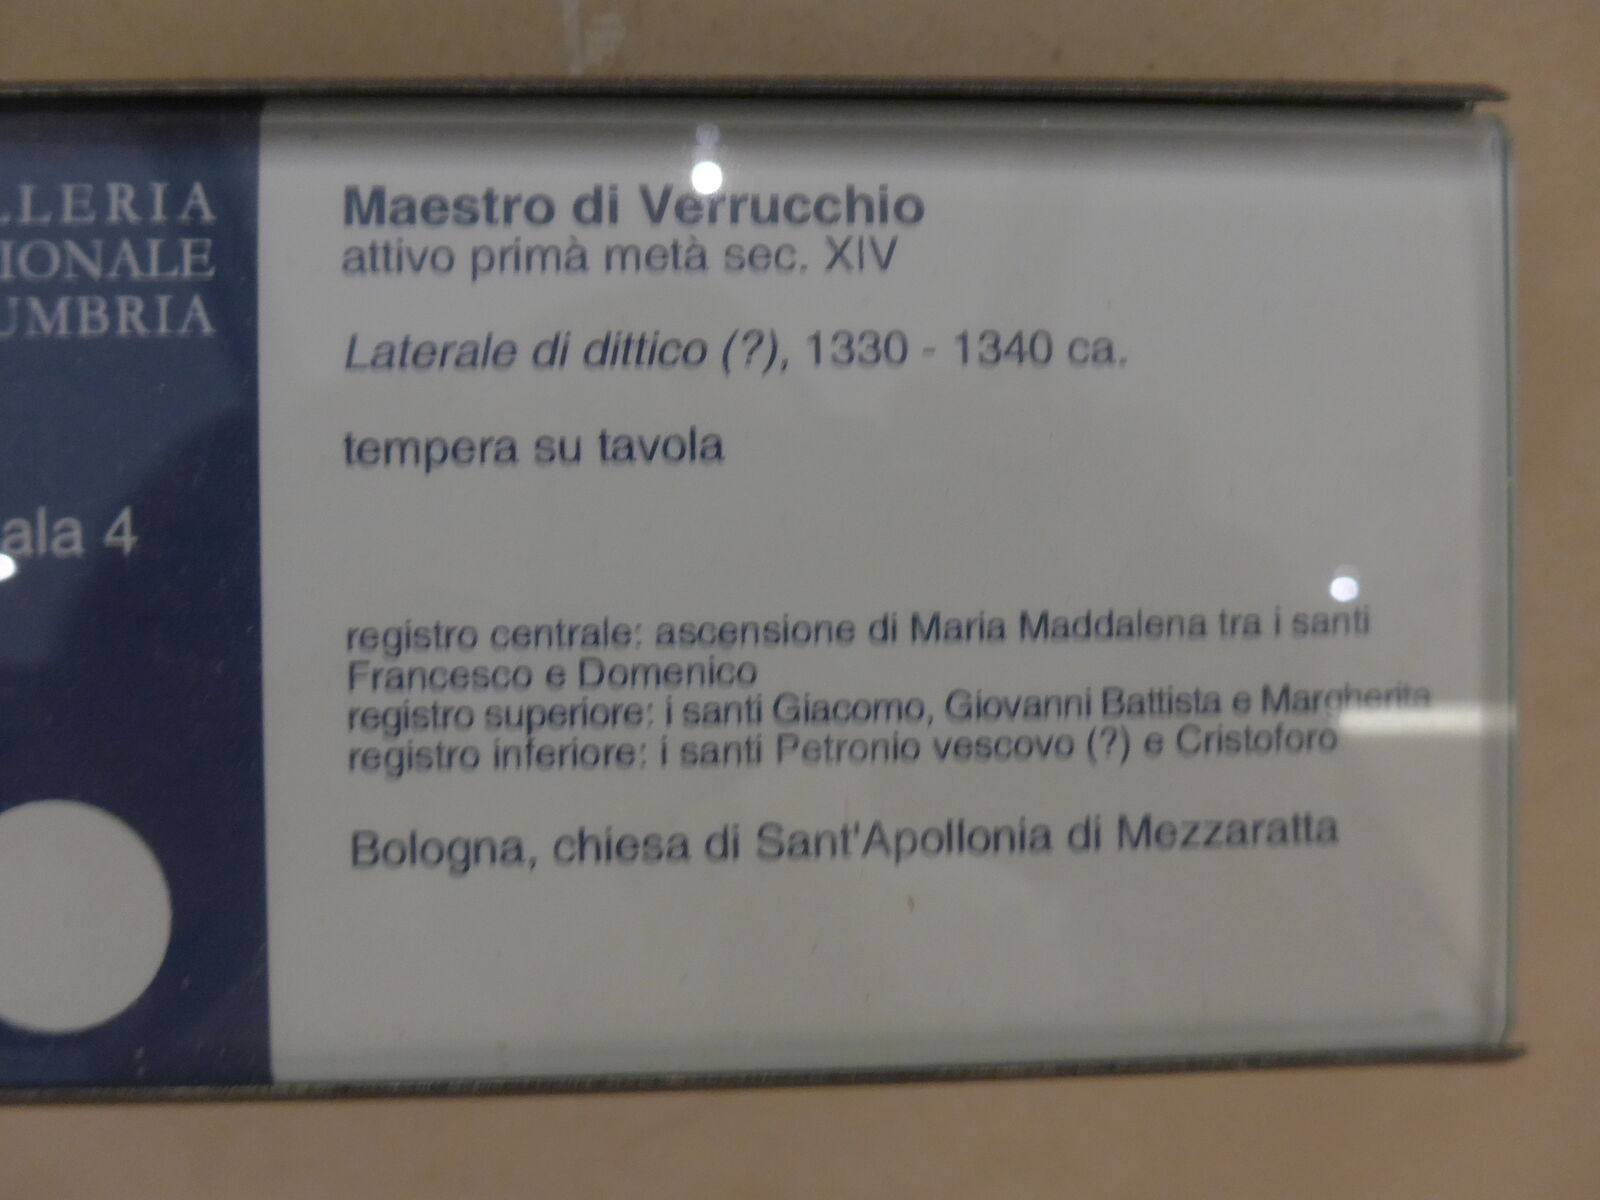 LLERIA
IONALE
UMBRIA
ala 4
Maestro di Verrucchio
attivo primà metà sec. XIV
Laterale di dittico (?), 1330 - 1340 ca.
tempera su tavola
registro centrale: ascensione di Maria Maddalena tra i santi
Francesco e Domenico
registro superiore: i santi Giacomo, Giovanni Battista e Margherita
registro inferiore: i santi Petronio vescovo (?) e Cristoforo
Bologna, chiesa di Sant'Apollonia di Mezzaratta